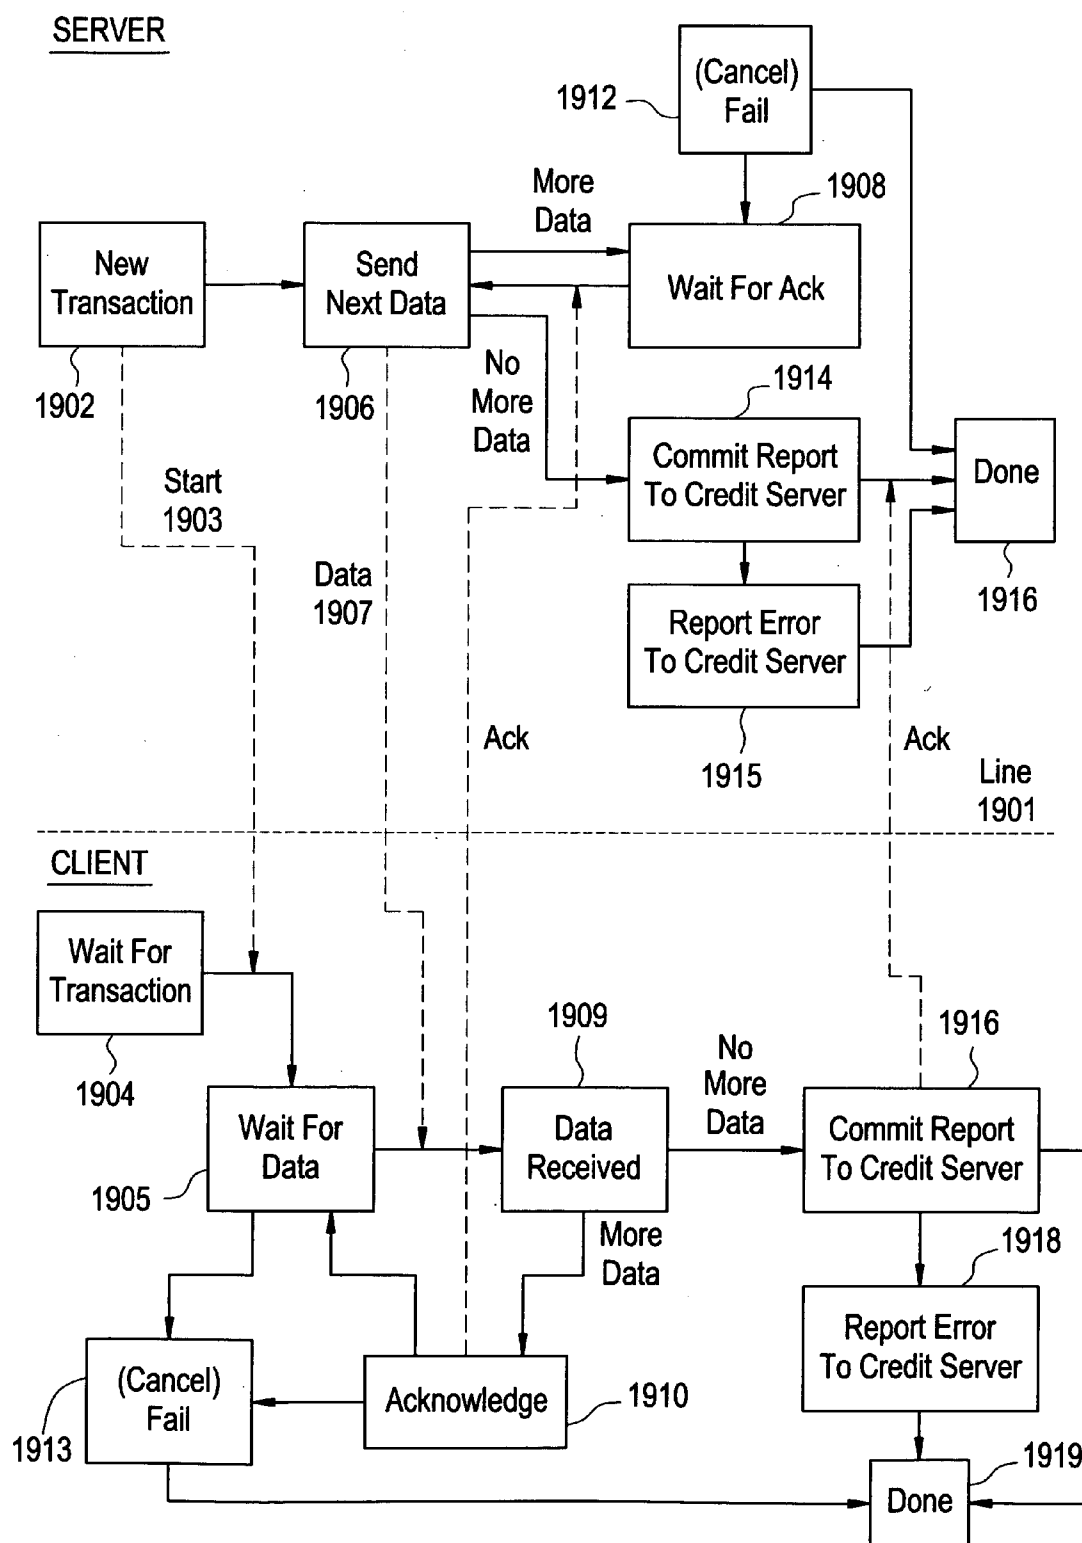 SERVER
(Cancel)
Fail
1912
More
Data
1908
New
Transaction
Send
Next Data
Wait For Ack
1902
1906
No
More
Data
1914
Commit Report
To Credit Server
Done
1916
Start
1903
Data
1907
Report Error
To Credit Server
1915
Ack
Ack
Line
1901
CLIENT
Wait For
Transaction
1904
1909
No
More
Data
1916
Wait For
Data
1905
Data
Received
Commit Report
To Credit Server
More
Data
1918
Report Error
To Credit Server
(Cancel)
Fail
1913
Acknowledge
1910
1919
Done